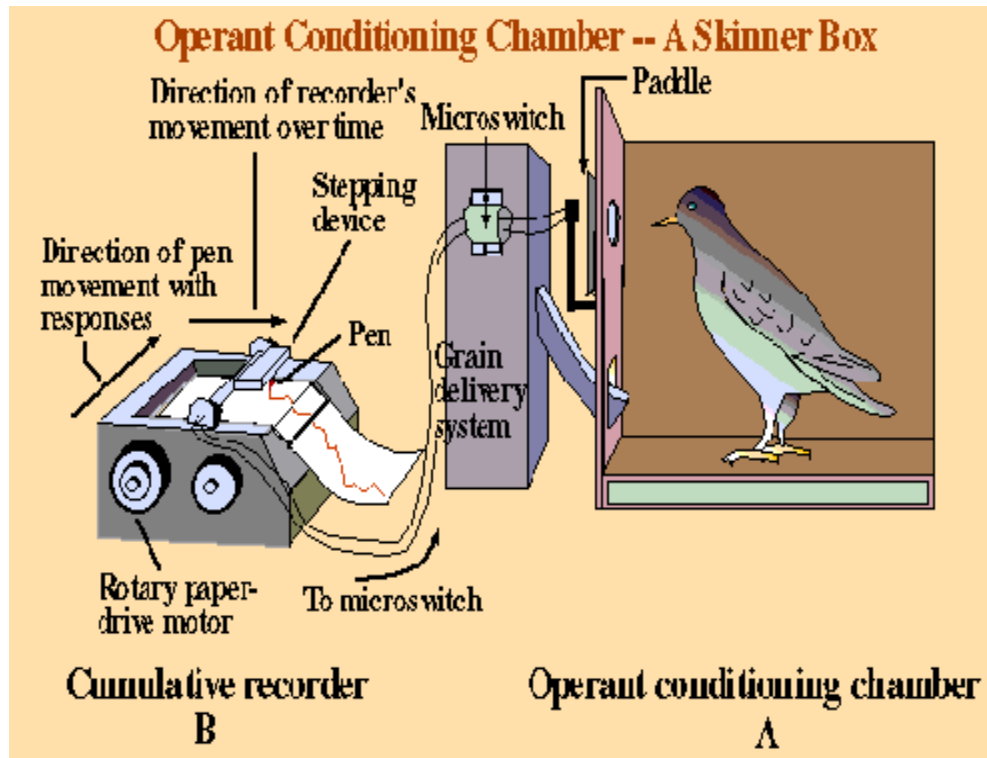 Operant Conditioning Chamber -- A Skinner Box
Direction of recorder's
movement over time
Microswitch
Paddle
Stepping
device
Direction of pen
movement with
responses
Pen
Grain
delivery
system
Rotary paper-
drive motor
To microswitch
Cumulative recorder
B
Operant conditioning chamber
A